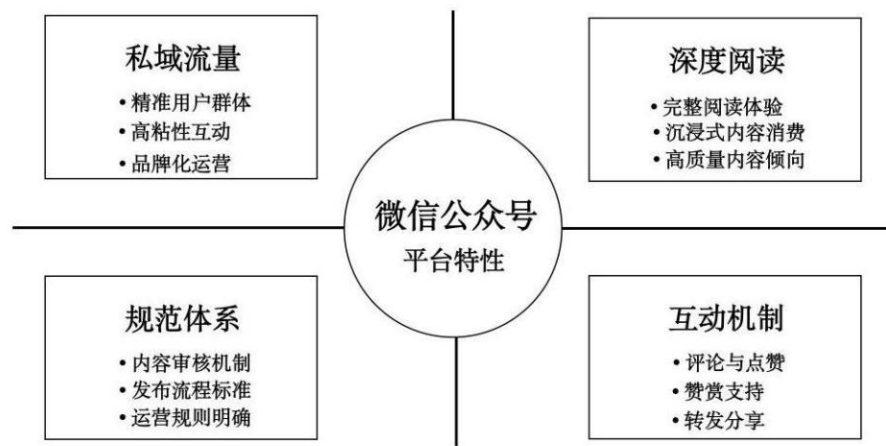 私域流量
• 精准用户群体
• 高粘性互动
• 品牌化运营
深度阅读
• 完整阅读体验
• 沉浸式内容消费
• 高质量内容倾向
微信公众号
平台特性
规范体系
• 内容审核机制
• 发布流程标准
• 运营规则明确
互动机制
• 评论与点赞
• 赞赏支持
• 转发分享